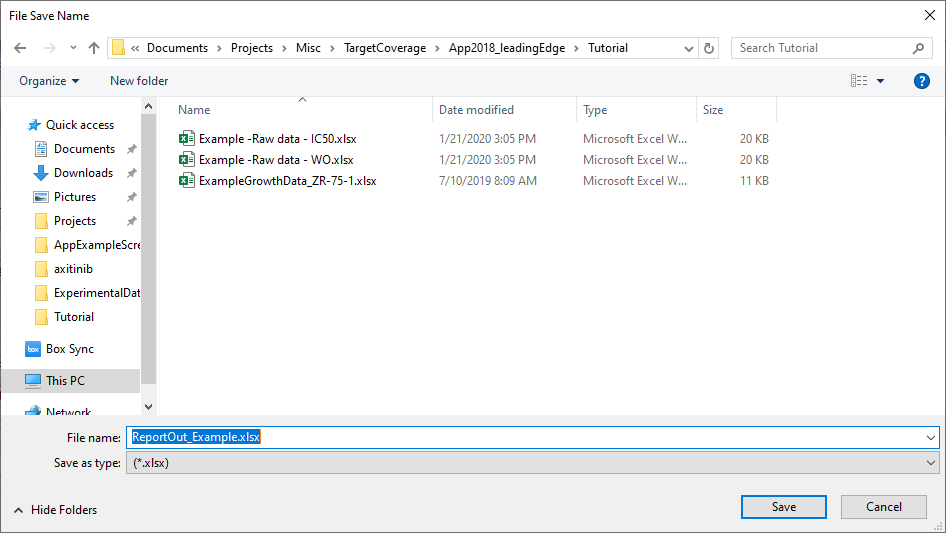 File Save Name
« Documents › Projects › Misc › TargetCoverage › App2018_leadingEdge › Tutorial
Search Tutorial
Organize
New folder
?
Name
Date modified
Type
Size
Example -Raw data - IC50.xlsx 1/21/2020 3:05 PM Microsoft Excel W... 20 KB
Example -Raw data - WO.xlsx 1/21/2020 3:05 PM Microsoft Excel W... 20 KB
ExampleGrowthData_ZR-75-1.xlsx 7/10/2019 8:09 AM Microsoft Excel W... 11 KB
Quick access
Documents
Downloads
Pictures
Projects
AppExampleScre
axitinib
ExperimentalDat
Tutorial
box Box Sync
This PC
Network
File name: ReportOut_Example.xlsx
Save as type: (*.xlsx)
Hide Folders
Save
Cancel